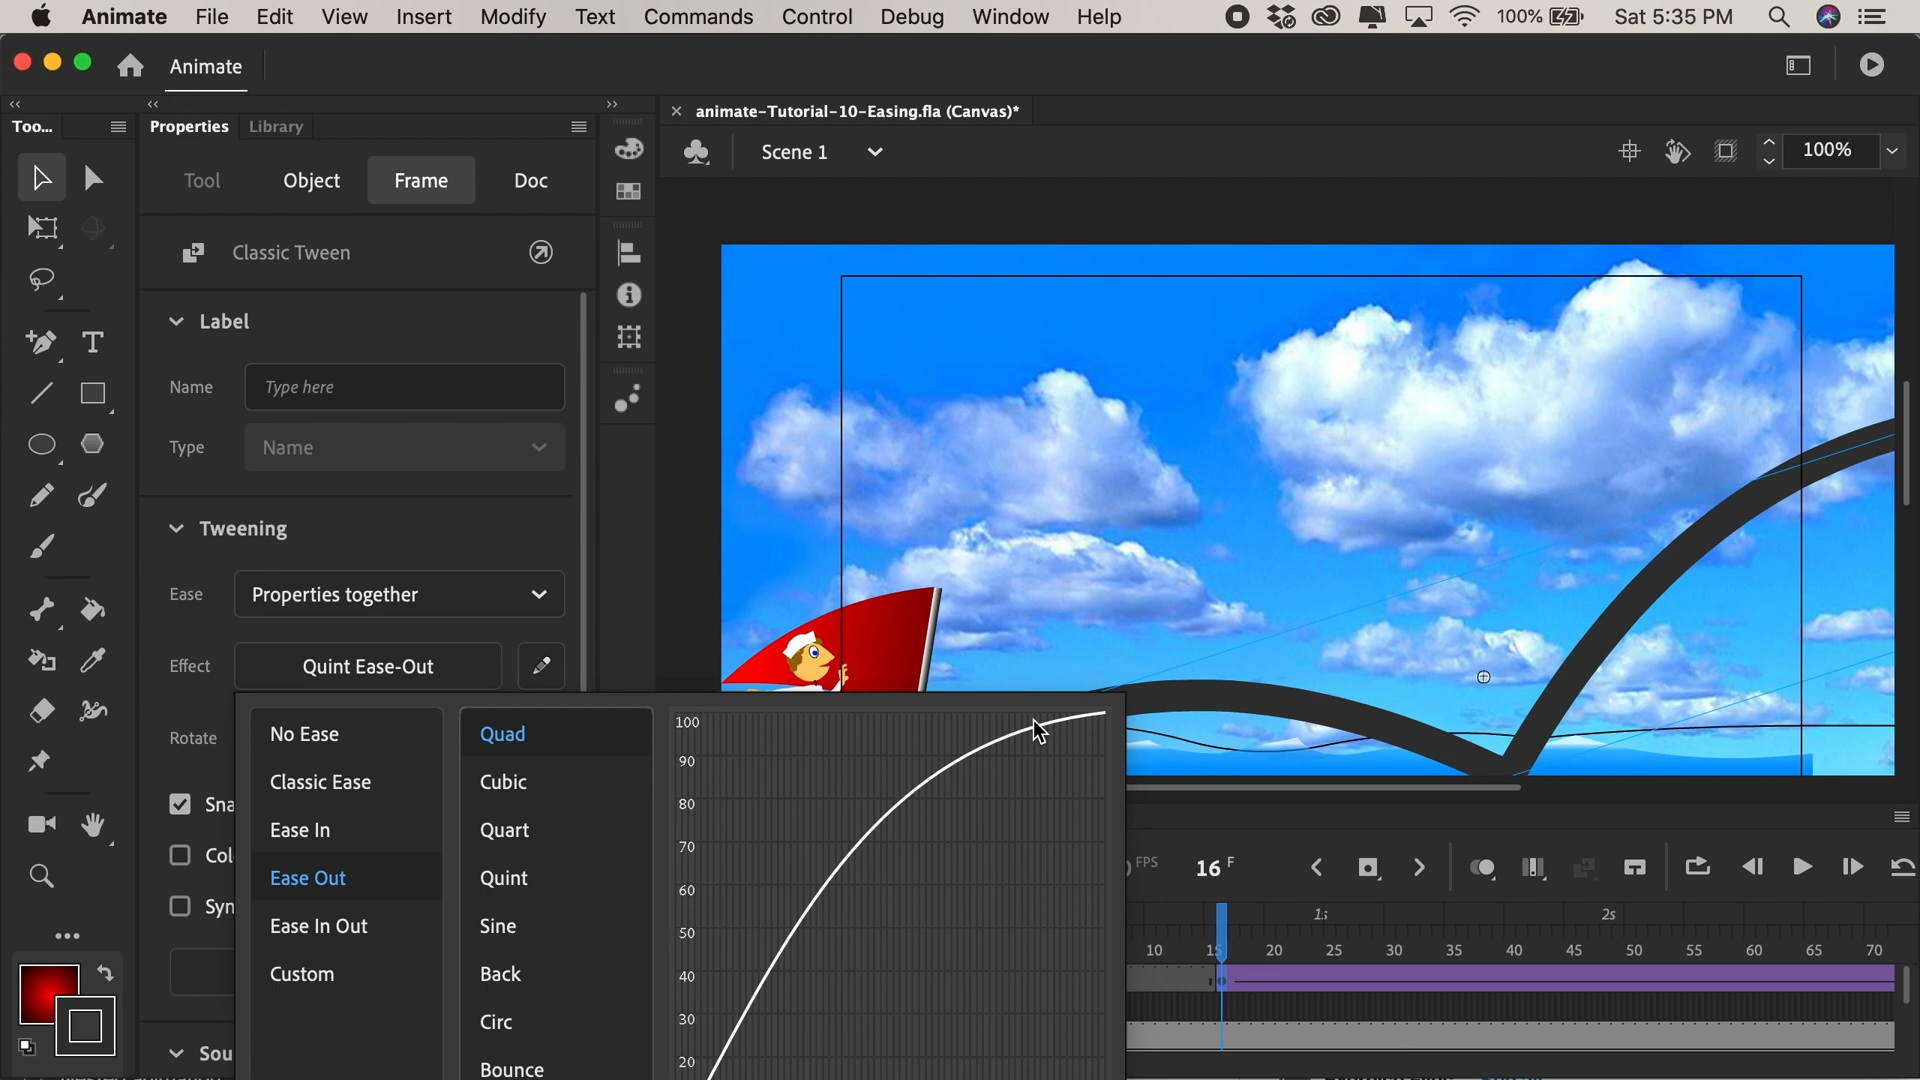 Animate File Edit View Insert Modify Text Commands Control Debug Window Help 100% Sat 5:35 PM
Animate
Too... Properties Library animate-Tutorial-10-Easing.fla (Canvas)*
Scene 1 100%
Tool Object Frame Doc
Classic Tween
Label
Name Type here
Type Name
Tweening
Ease Properties together
Effect Quint Ease-Out
Rotate
Sna
Col
Syn
Sou
No Ease
Classic Ease
Ease In
Ease Out
Ease In Out
Custom
Quad
Cubic
Quart
Quint
Sine
Back
Circ
Bounce
100
90
80
70
60
50
40
30
20
FPS 16 F
1s 2s
10 15 20 25 30 35 40 45 50 55 60 65 70